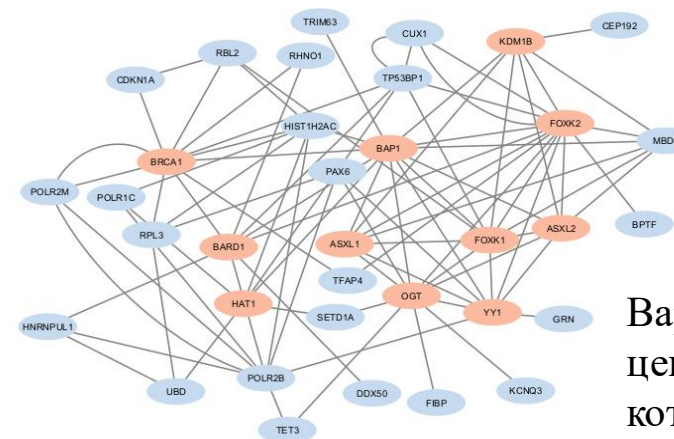 TRIM63
CUX1
KDM1B
CEP192
RBL2
RHNO1
CDKN1A
TP53BP1
HIST1H2AC
FOXK2
BRCA1
BAP1
MBD
PAX6
POLR2M
POLR1C
RPL3
BARD1
ASXL1
FOXK1
ASXL2
BPTF
TFAP4
HAT1
OGT
SETD1A
YY1
GRN
HNRNPUL1
POLR2B
UBD
DDX50
FIBP
KCNQ3
TET3
Ва
цен
кот